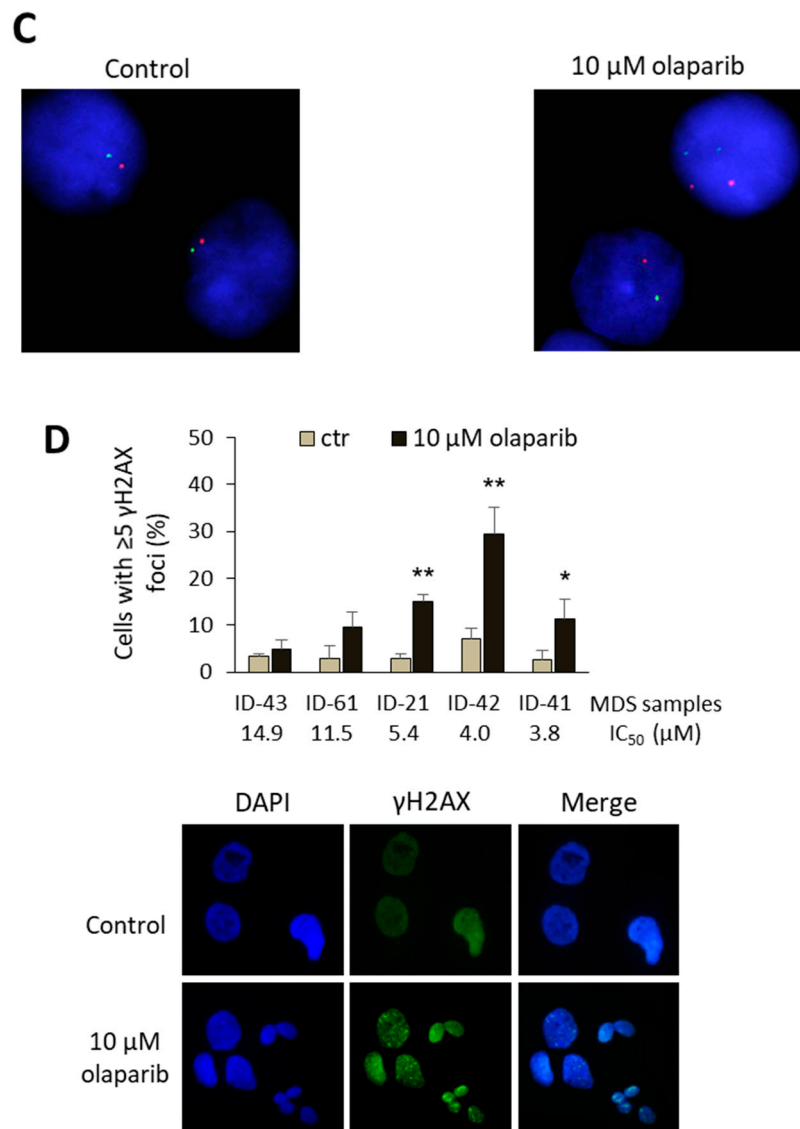 C
Control
10 µM olaparib
D
Cells with ≥5 γH2AX
foci (%)
50
40
30
20
10
0
ctr
10 µM olaparib
**
**
*
ID-43 ID-61 ID-21 ID-42 ID-41 MDS samples
14.9 11.5 5.4 4.0 3.8 IC50 (µM)
DAPI γH2AX Merge
Control
10 µM
olaparib